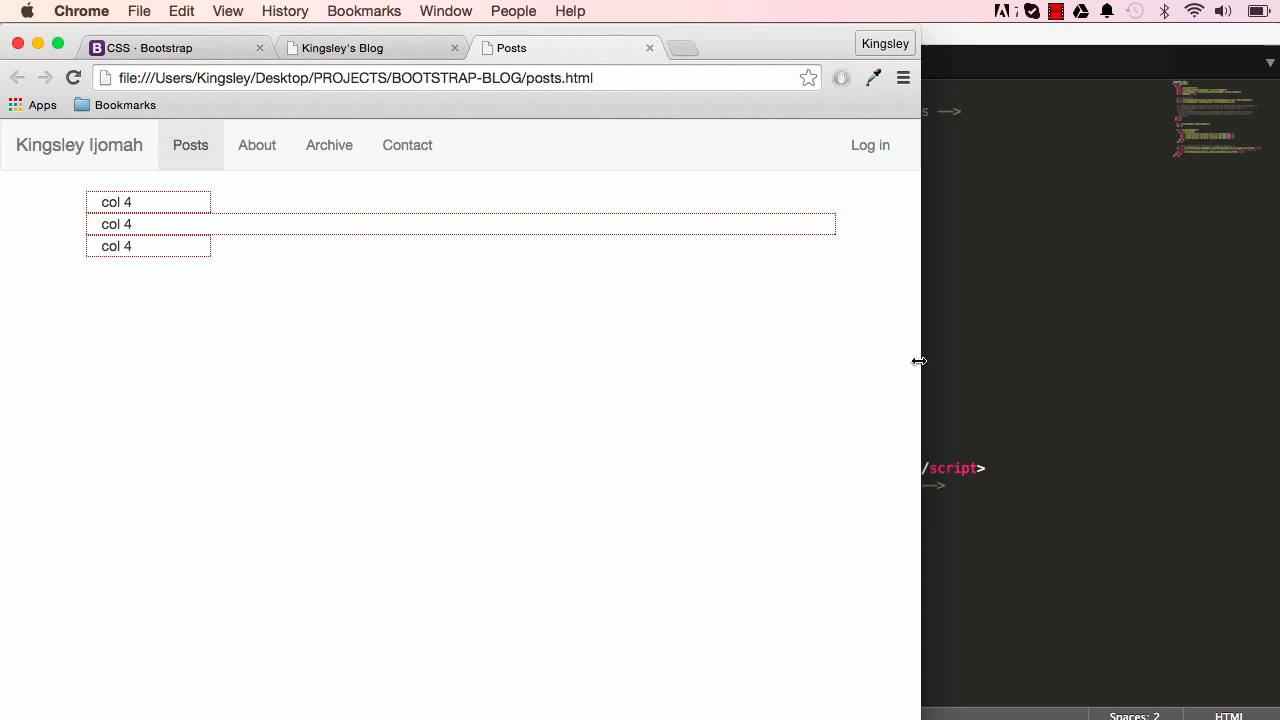 Chrome File Edit View History Bookmarks Window People Help
7
CSS · Bootstrap
Kingsley's Blog
Posts
Kingsley
file:///Users/Kingsley/Desktop/PROJECTS/BOOTSTRAP-BLOG/posts.html
Apps Bookmarks
s -->
Kingsley Ijomah Posts About Archive Contact Log in
col 4
col 4
col 4
/script>
-->
Spaces: 2 HTML